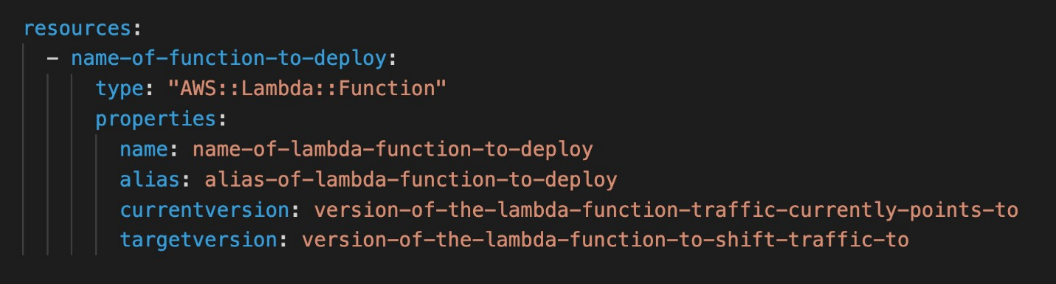 resources:
- name-of-function-to-deploy:
type: "AWS::Lambda::Function"
properties:
name: name-of-lambda-function-to-deploy
alias: alias-of-lambda-function-to-deploy
currentversion: version-of-the-lambda-function-traffic-currently-points-to
targetversion: version-of-the-lambda-function-to-shift-traffic-to